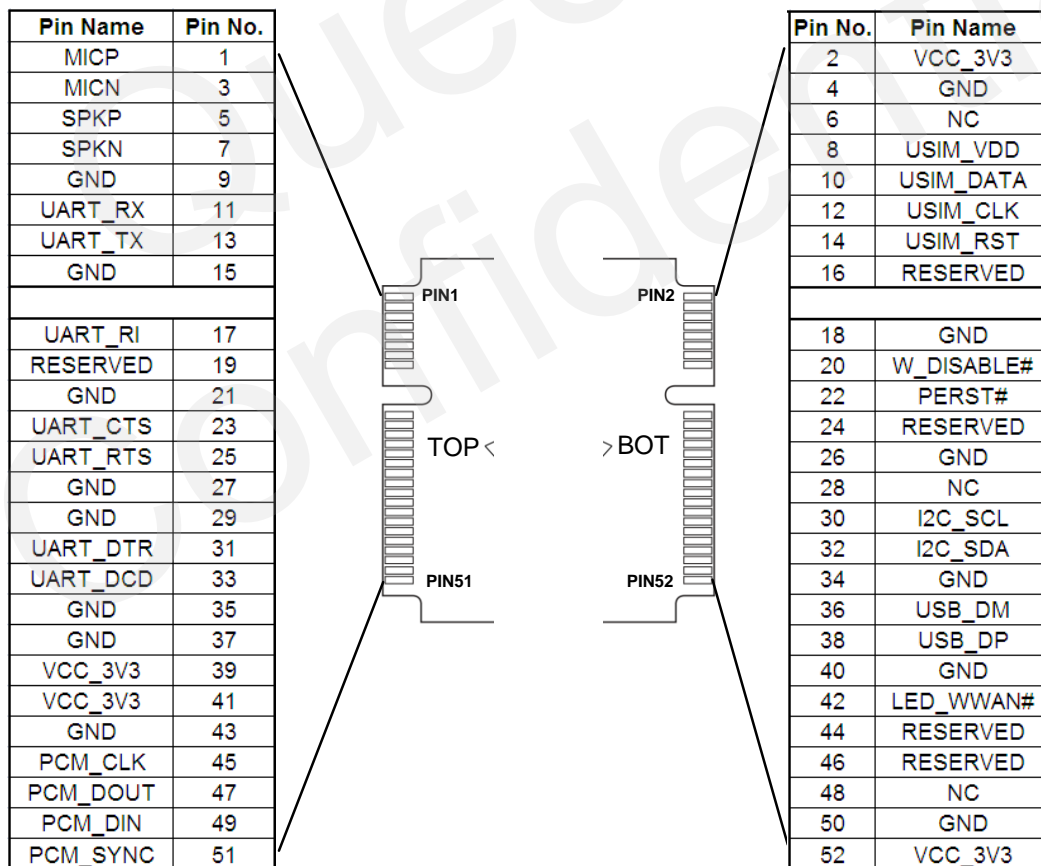 Pin Name Pin No.
MICP 1
MICN 3
SPKP 5
SPKN 7
GND 9
UART_RX 11
UART_TX 13
GND 15
UART_RI 17
RESERVED 19
GND 21
UART_CTS 23
UART_RTS 25
GND 27
GND 29
UART_DTR 31
UART_DCD 33
GND 35
GND 37
VCC_3V3 39
VCC_3V3 41
GND 43
PCM_CLK 45
PCM_DOUT 47
PCM_DIN 49
PCM_SYNC 51
PIN1
PIN2
TOP
BOT
PIN51
PIN52
Pin No. Pin Name
2 VCC_3V3
4 GND
6 NC
8 USIM_VDD
10 USIM_DATA
12 USIM_CLK
14 USIM_RST
16 RESERVED
18 GND
20 W_DISABLE#
22 PERST#
24 RESERVED
26 GND
28 NC
30 I2C_SCL
32 I2C_SDA
34 GND
36 USB_DM
38 USB_DP
40 GND
42 LED_WWAN#
44 RESERVED
46 RESERVED
48 NC
50 GND
52 VCC_3V3